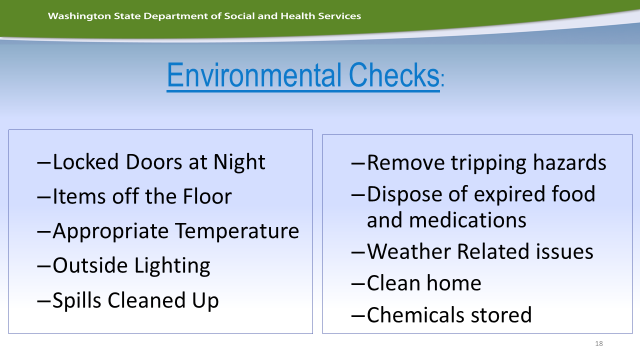 Washington State Department of Social and Health Services
Environmental Checks:
–Locked Doors at Night
–Items off the Floor
–Appropriate Temperature
–Outside Lighting
–Spills Cleaned Up
–Remove tripping hazards
–Dispose of expired food
and medications
–Weather Related issues
–Clean home
–Chemicals stored
18